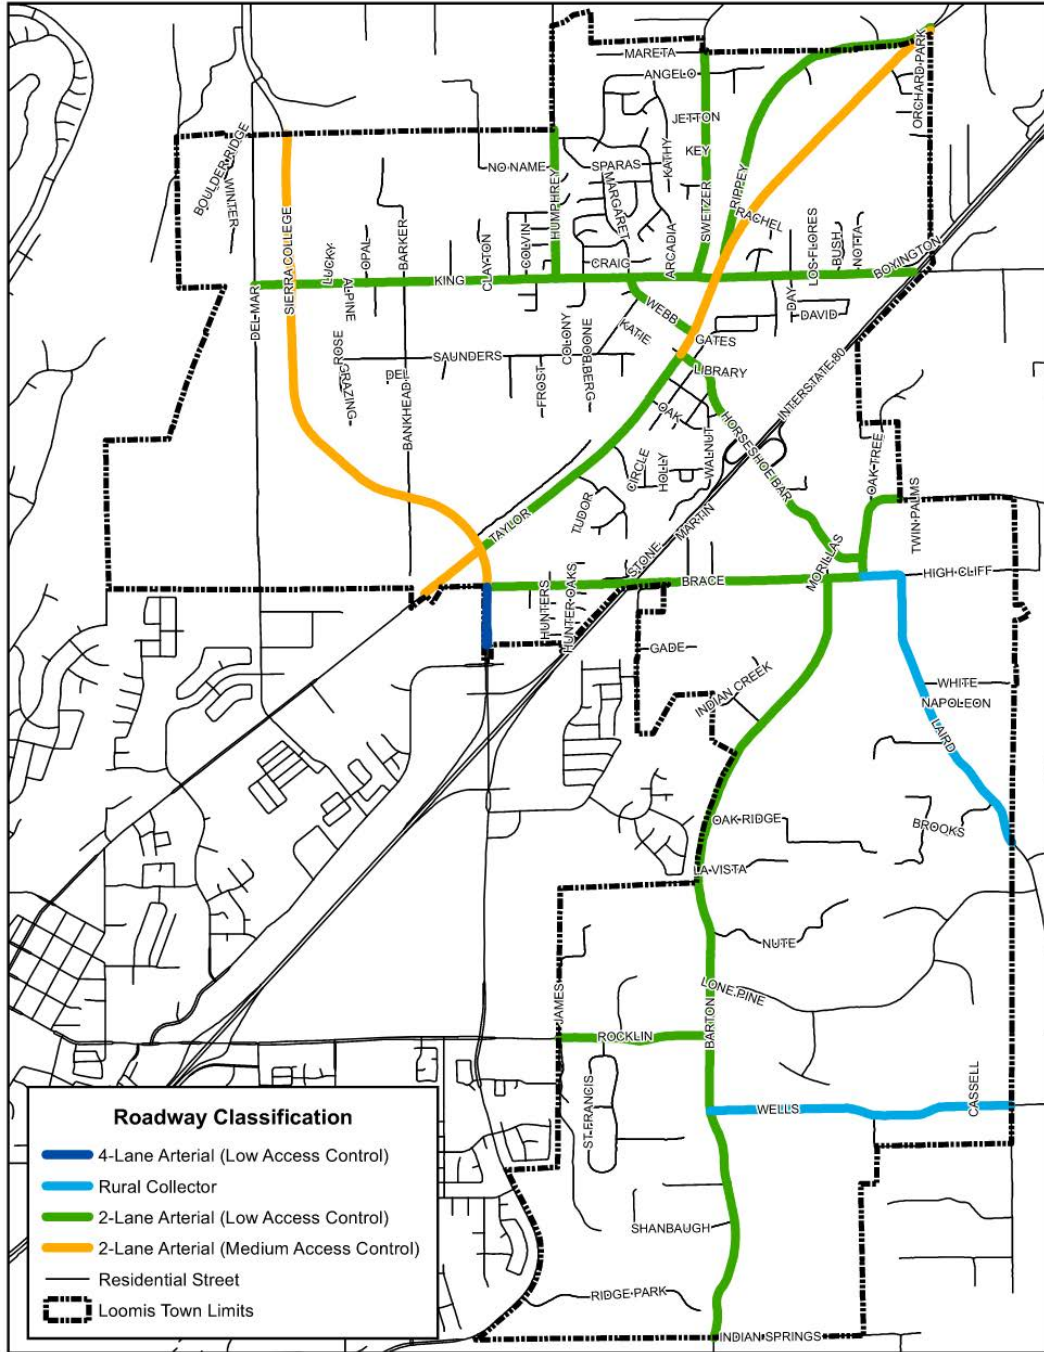 MARETA
ANGELO
ORCHARD PARK
JETTON
KEY
KATHY
BOULDER RIDGE
WINTER
NO NAME
SPARAS
MARGARET
HUMPHREY
SWETZER
RIPPEY
RACHEL
SIERRA COLLEGE
LUCKY
OPAL
BARKER
CLAYTON
COLVIN
ARCADIA
LOS FLORES
BUSH
NOTTA
CRAIG
BOYINGTON
KING
ALPINE
DEL MAR
DAY
DAVID
WEBB
KATIE
GATES
COLONY
BOONE
SAUNDERS
LIBRARY
INTERSTATE 80
GRAZING
DEL
FROST
BERG
BANKHEAD
OAK
HORSESHOE BAR
WALNUT
CIRCLE
HOLLY
OAK TREE
TWIN PALMS
TUDOR
TAYLOR
MARTIN
STONE
MORILLAS
HIGH CLIFF
BRACE
HUNTERS
HUNTER OAKS
GADE
WHITE
INDIAN CREEK
NAPOLEON
LAIRD
OAK RIDGE
BROOKS
LA VISTA
NUTE
LONE PINE
JAMES
ROCKLIN
BARTON
ST FRANCIS
WELLS
CASSELL
SHANBAUGH
RIDGE PARK
INDIAN SPRINGS
Roadway Classification
4-Lane Arterial (Low Access Control)
Rural Collector
2-Lane Arterial (Low Access Control)
2-Lane Arterial (Medium Access Control)
Residential Street
Loomis Town Limits